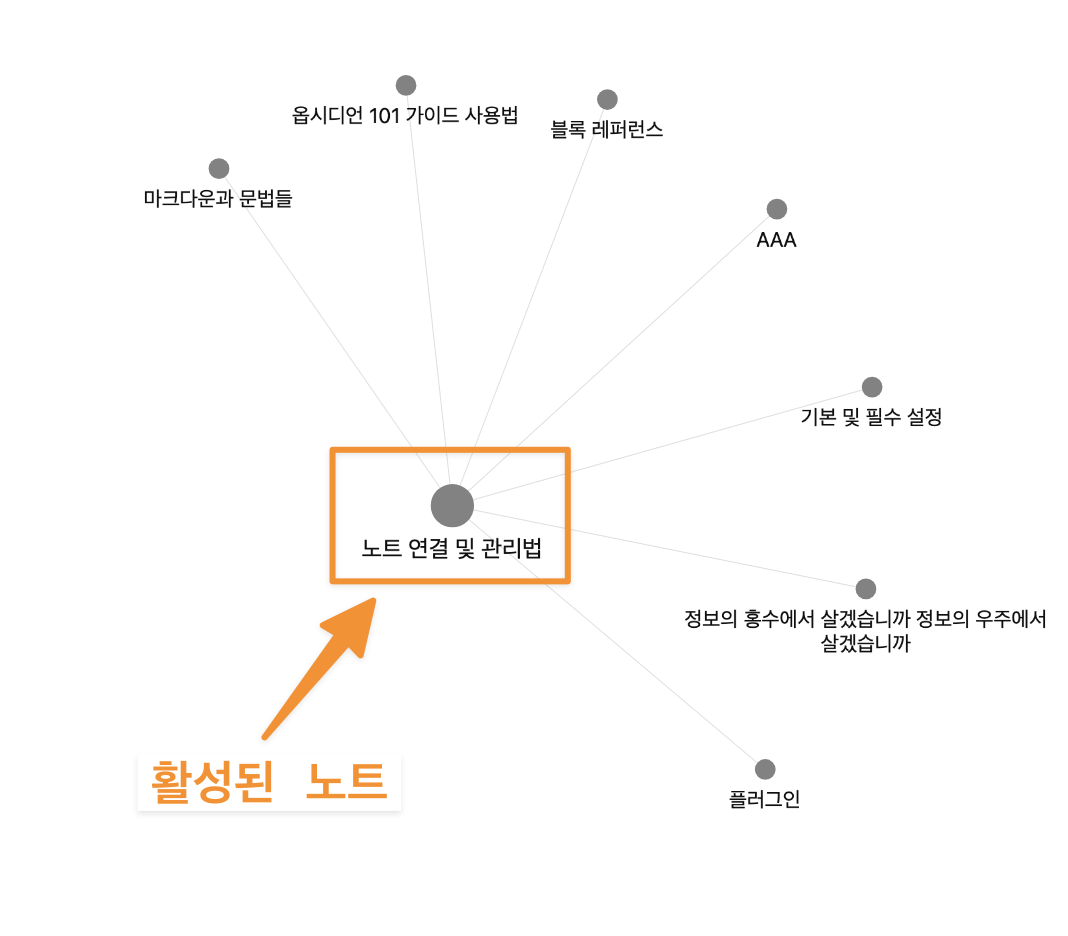 옵시디언 101 가이드 사용법
블록 레퍼런스
마크다운과 문법들
AAA
기본 및 필수 설정
노트 연결 및 관리법
정보의 홍수에서 살겠습니까 정보의 우주에서
살겠습니까
활성된 노트
플러그인